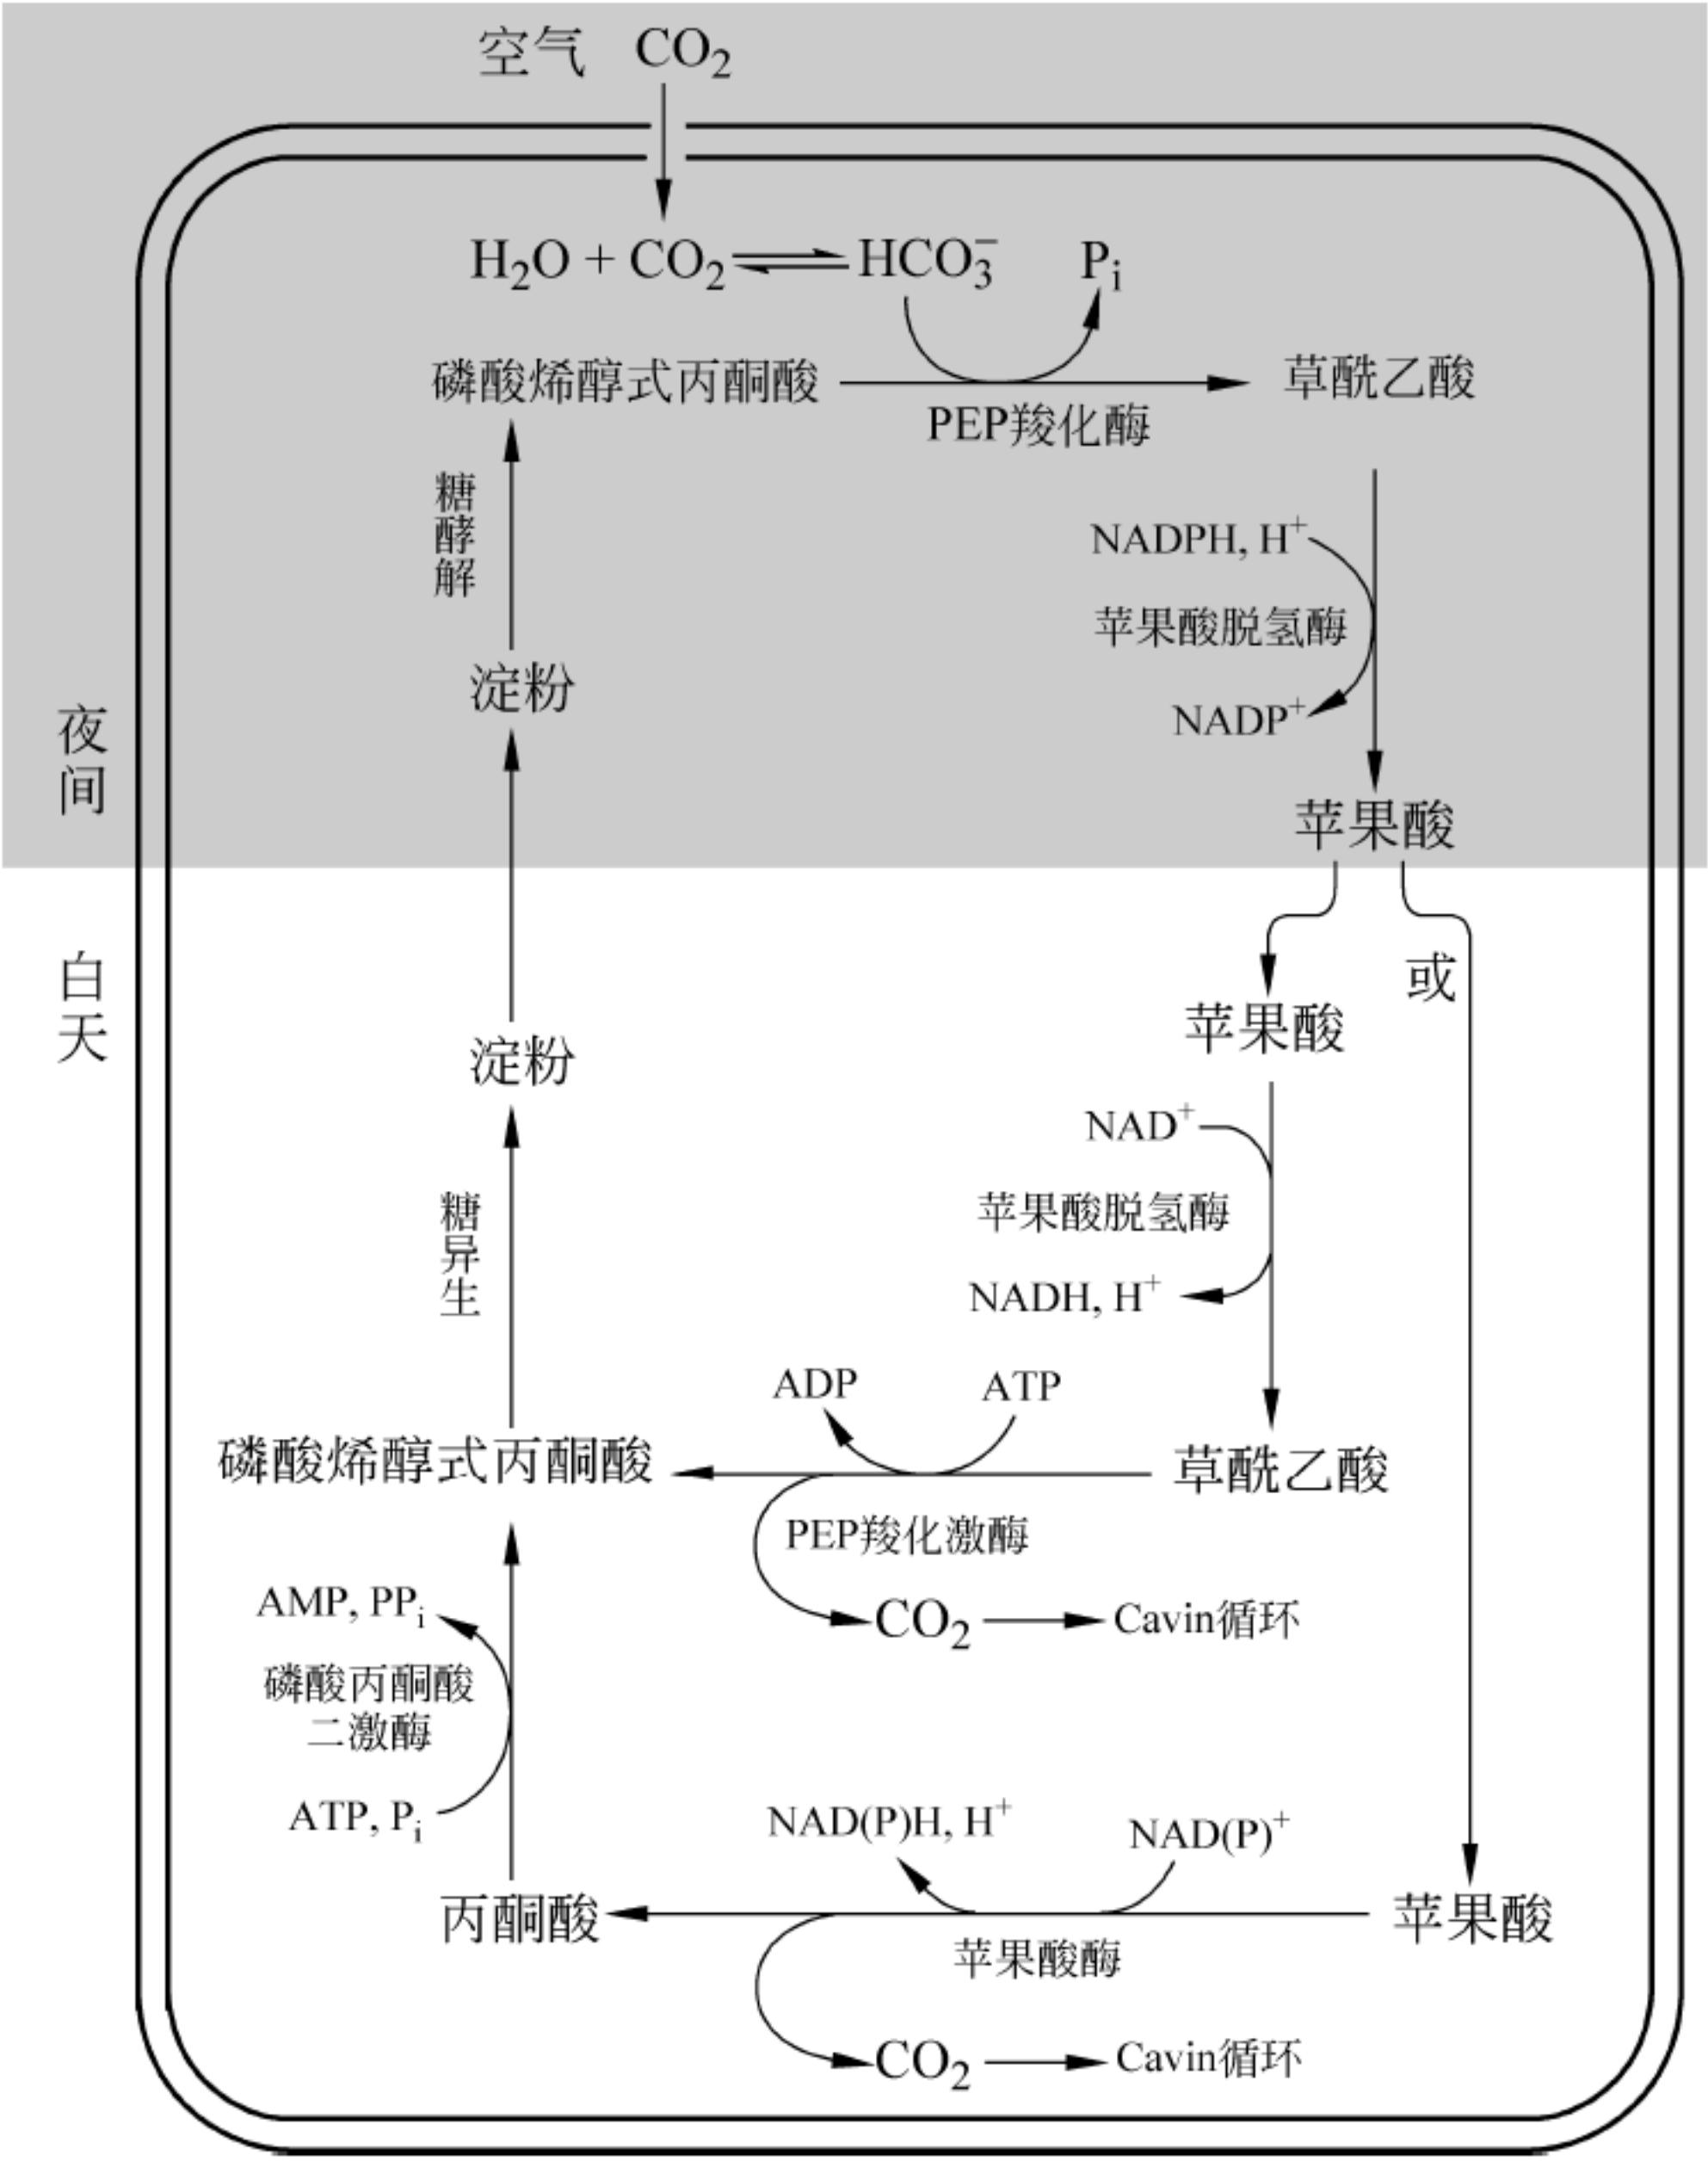 空气 CO₂
H₂O + CO₂ ⇌ HCO₃⁻ Pᵢ
磷酸烯醇式丙酮酸
草酰乙酸
PEP羧化酶
糖酵解
NADPH, H⁺
苹果酸脱氢酶
NADP⁺
淀粉
夜间
苹果酸
白天
或
苹果酸
淀粉
NAD⁺
苹果酸脱氢酶
NADH, H⁺
糖异生
ADP
ATP
磷酸烯醇式丙酮酸
草酰乙酸
PEP羧化激酶
CO₂
Cavin循环
AMP, PPᵢ
磷酸丙酮酸
二激酶
ATP, Pᵢ
NAD(P)H, H⁺
NAD(P)⁺
丙酮酸
苹果酸
苹果酸酶
CO₂
Cavin循环